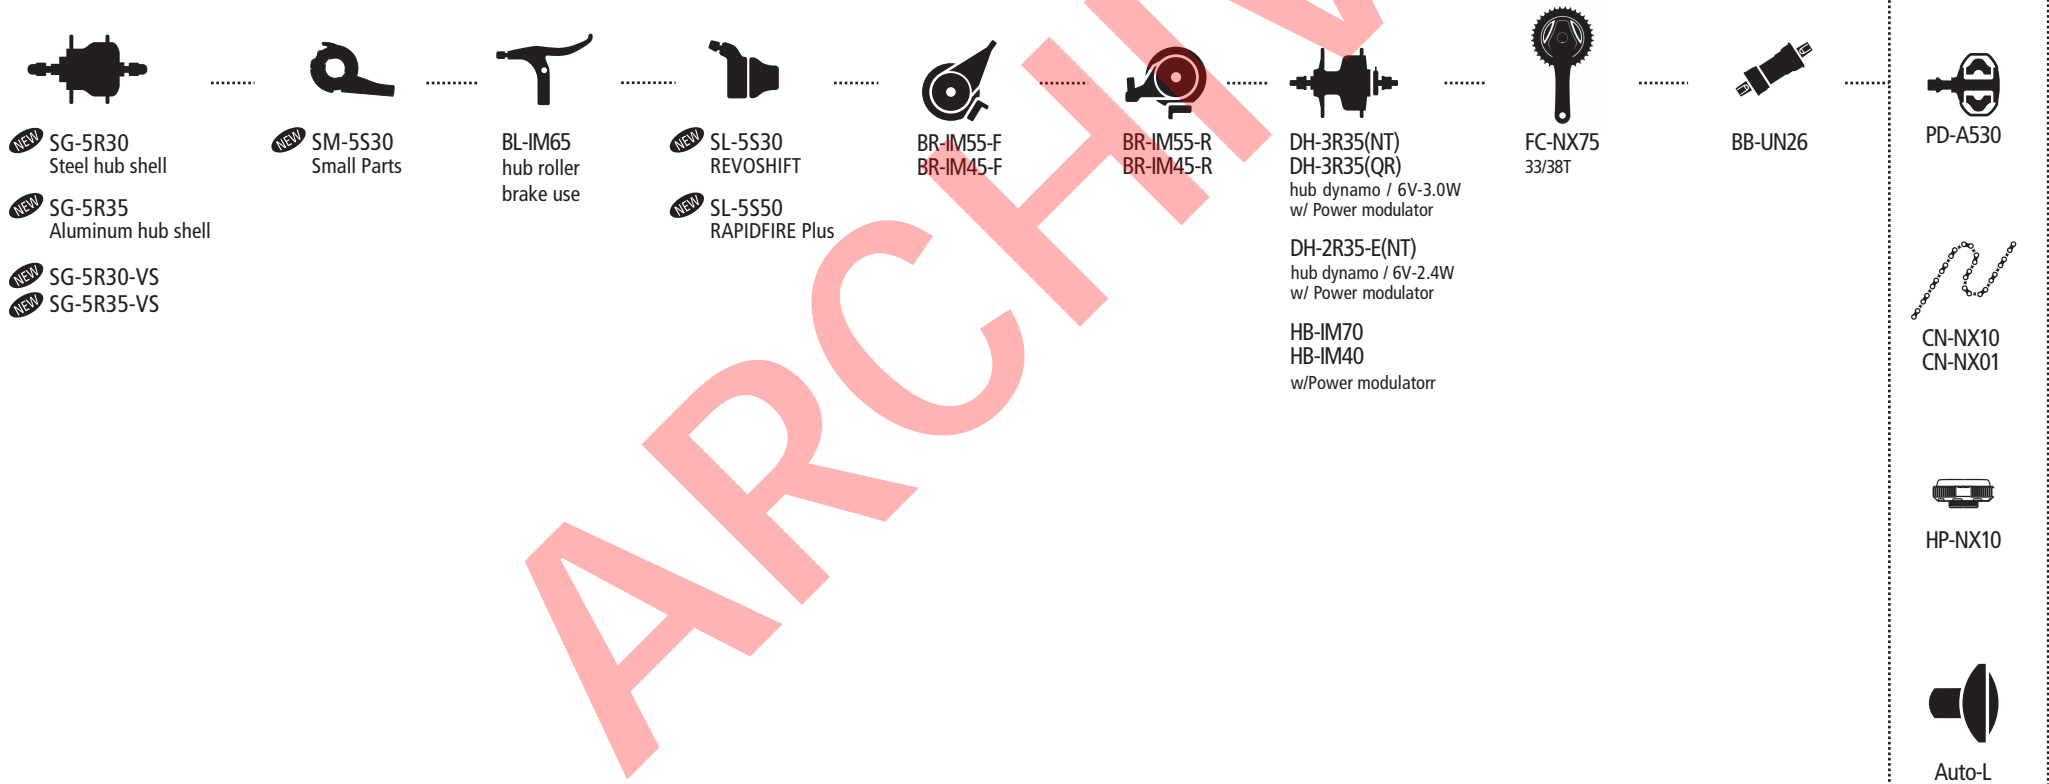 NEW SG-5R30
Steel hub shell
NEW SG-5R35
Aluminum hub shell
NEW SG-5R30-VS
NEW SG-5R35-VS
NEW SM-5S30
Small Parts
BL-IM65
hub roller
brake use
NEW SL-5S30
REVOSHIFT
NEW SL-5S50
RAPIDFIRE Plus
BR-IM55-F
BR-IM45-F
BR-IM55-R
BR-IM45-R
DH-3R35(NT)
DH-3R35(QR)
hub dynamo / 6V-3.0W
w/ Power modulator
DH-2R35-E(NT)
hub dynamo / 6V-2.4W
w/ Power modulator
HB-IM70
HB-IM40
w/Power modulatorr
FC-NX75
33/38T
BB-UN26
PD-A530
CN-NX10
CN-NX01
HP-NX10
Auto-L
ARCHIV